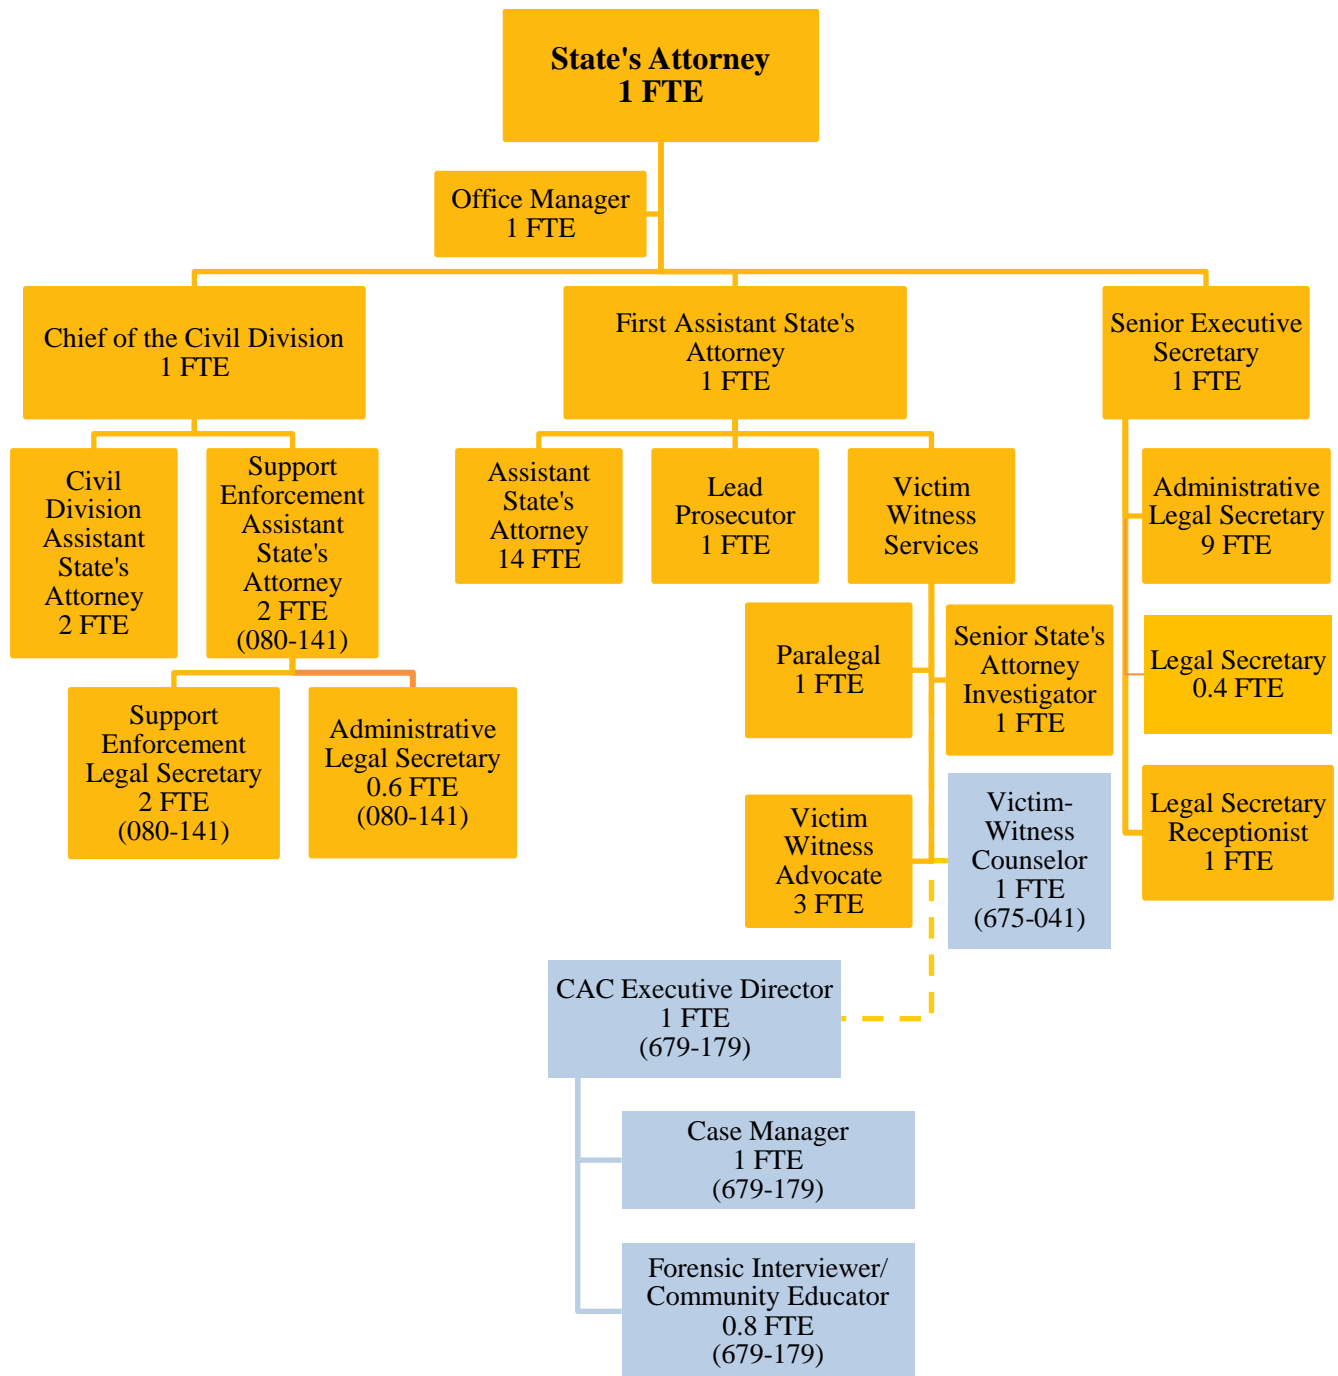 State's Attorney
1 FTE
Office Manager
1 FTE
Chief of the Civil Division
1 FTE
First Assistant State's
Attorney
1 FTE
Senior Executive
Secretary
1 FTE
Civil
Division
Assistant
State's
Attorney
2 FTE
Support
Enforcement
Assistant
State's
Attorney
2 FTE
(080-141)
Assistant
State's
Attorney
14 FTE
Lead
Prosecutor
1 FTE
Victim
Witness
Services
Administrative
Legal Secretary
9 FTE
Paralegal
1 FTE
Senior State's
Attorney
Investigator
1 FTE
Legal Secretary
0.4 FTE
Support
Enforcement
Legal Secretary
2 FTE
(080-141)
Administrative
Legal Secretary
0.6 FTE
(080-141)
Victim
Witness
Advocate
3 FTE
Victim-
Witness
Counselor
1 FTE
(675-041)
Legal Secretary
Receptionist
1 FTE
CAC Executive Director
1 FTE
(679-179)
Case Manager
1 FTE
(679-179)
Forensic Interviewer/
Community Educator
0.8 FTE
(679-179)